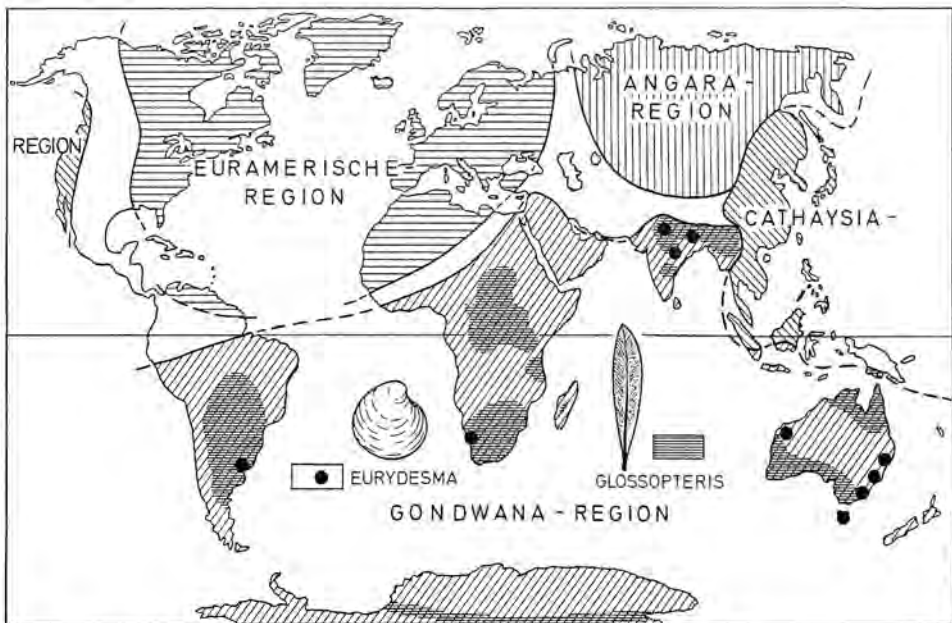 ANGARA-
REGION
REGION
EURAMERISCHE
REGION
CATHAYSIA-
EURYDESMA
GLOSSOPTERIS
GONDWANA-REGION